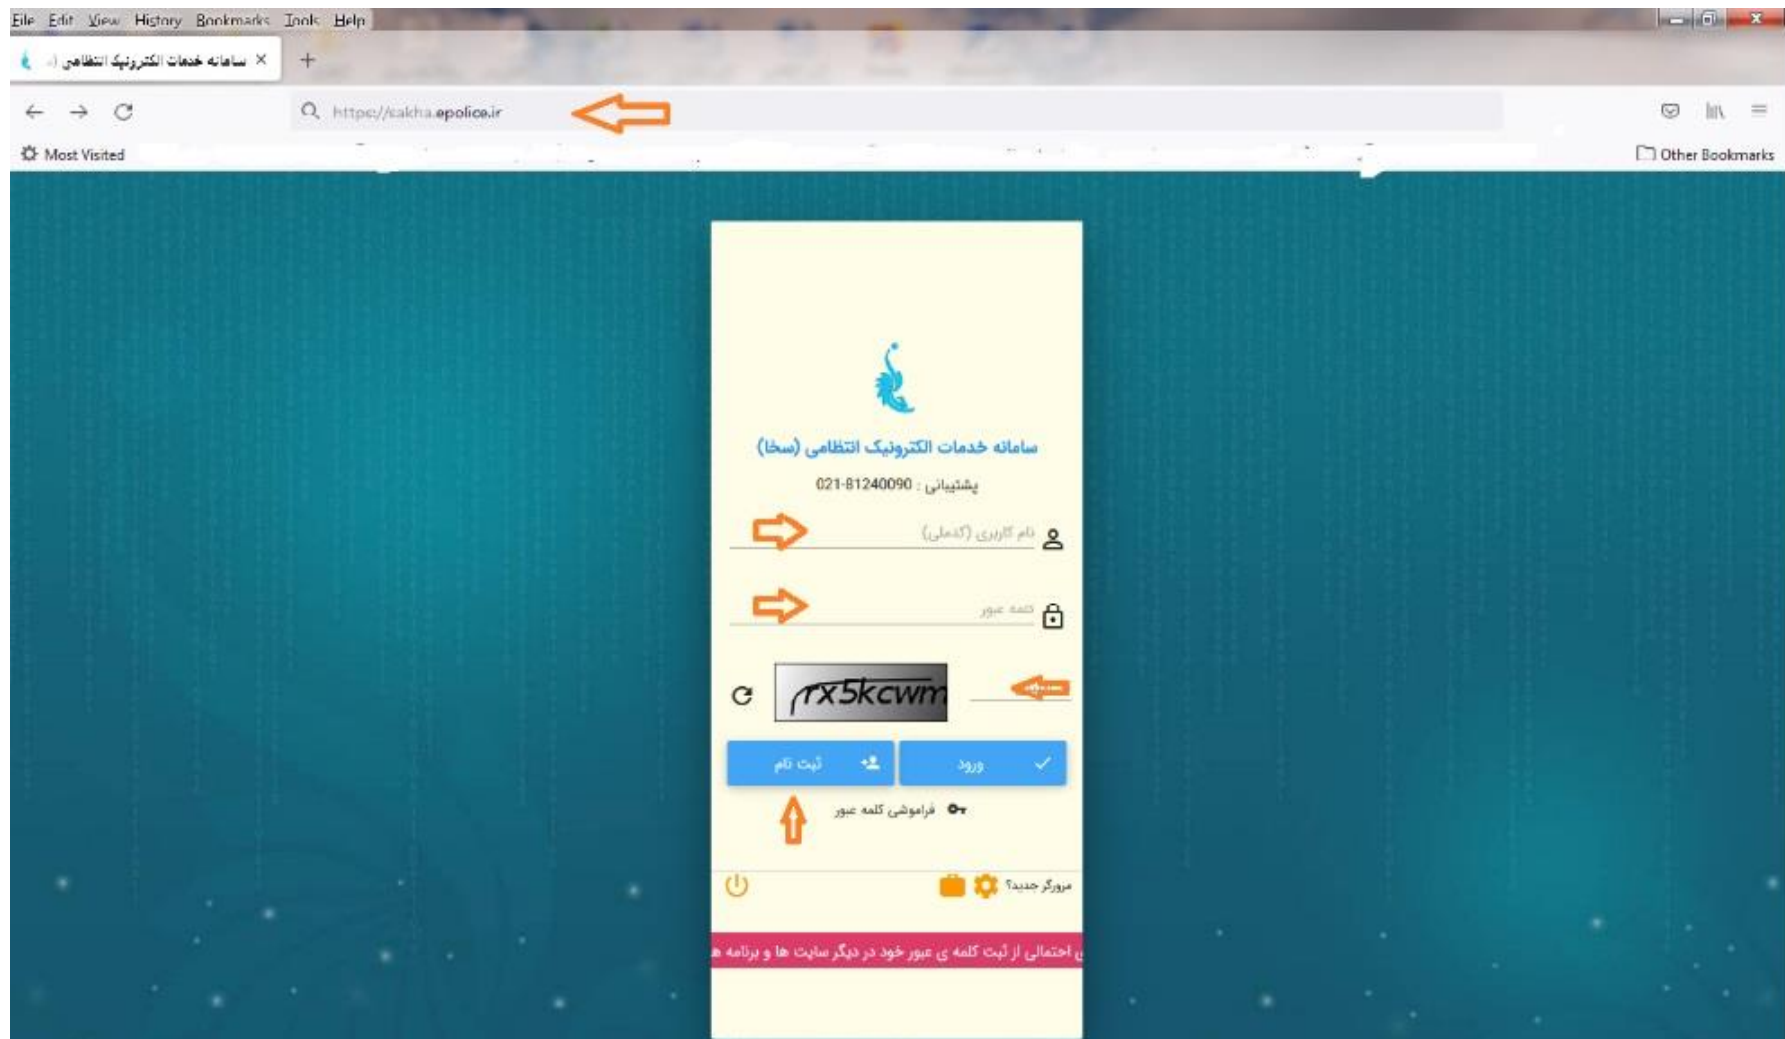 File Edit View History Bookmarks Tools Help
سامانه خدمات الکترونیک انتظامی (
https://sakha.epolice.ir
Most Visited
Other Bookmarks
سامانه خدمات الکترونیک انتظامی (سخا)
پشتیبانی : 81240090-021
نام کاربری (کدملی)
کلمه عبور
rx5kcwm
ورود
ثبت نام
فراموشی کلمه عبور
مرورگر جدید؟
ی احتمالی از ثبت کلمه ی عبور خود در دیگر سایت ها و برنامه ه